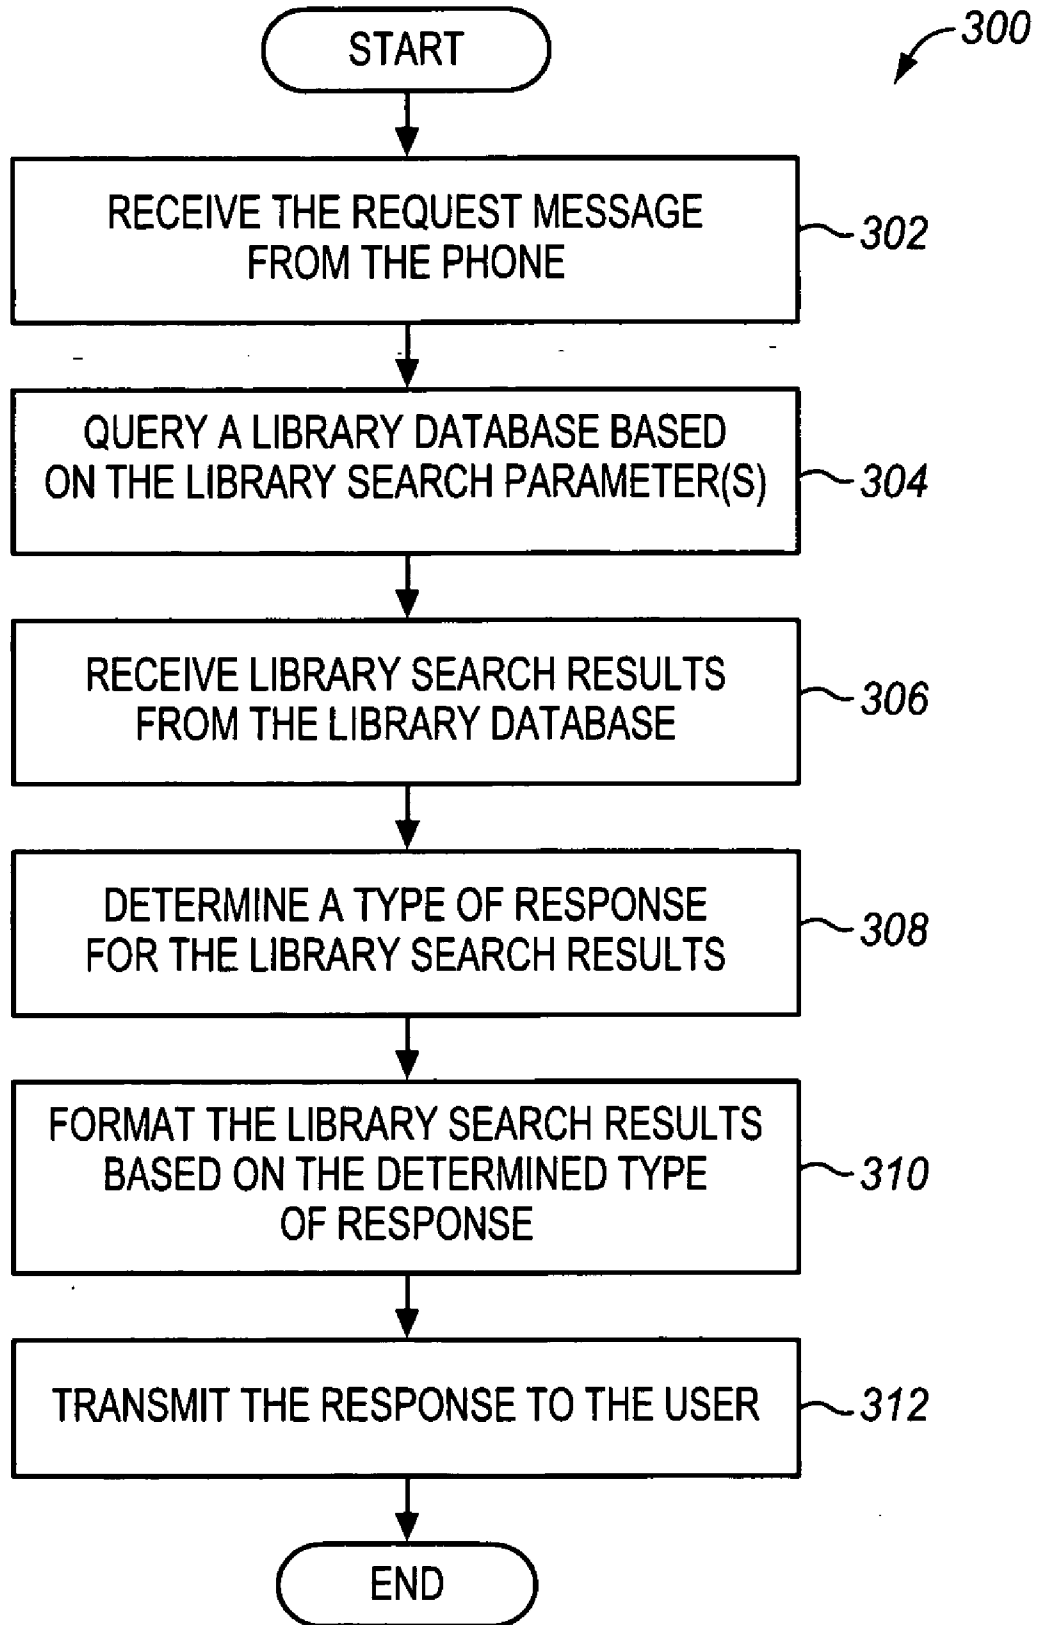 START
300
RECEIVE THE REQUEST MESSAGE
FROM THE PHONE
302
QUERY A LIBRARY DATABASE BASED
ON THE LIBRARY SEARCH PARAMETER(S)
304
RECEIVE LIBRARY SEARCH RESULTS
FROM THE LIBRARY DATABASE
306
DETERMINE A TYPE OF RESPONSE
FOR THE LIBRARY SEARCH RESULTS
308
FORMAT THE LIBRARY SEARCH RESULTS
BASED ON THE DETERMINED TYPE
OF RESPONSE
310
TRANSMIT THE RESPONSE TO THE USER
312
END